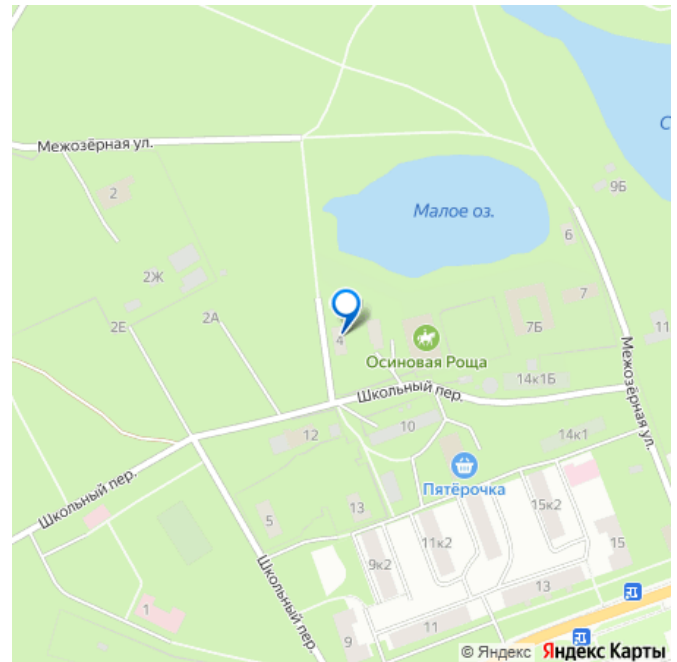 Межозёрная ул.
С
2
9Б
Малое оз.
6
2Ж
7
2Е
2А
4
7Б
11
Осиновая Роща
Межозёрная ул.
14к1Б
Школьный пер.
12
10
14к1
Школьный пер.
Пятёрочка
5
13
15к2
11к2
15
9к2
Школьный пер.
13
1
11
9
© Яндекс Яндекс Карты